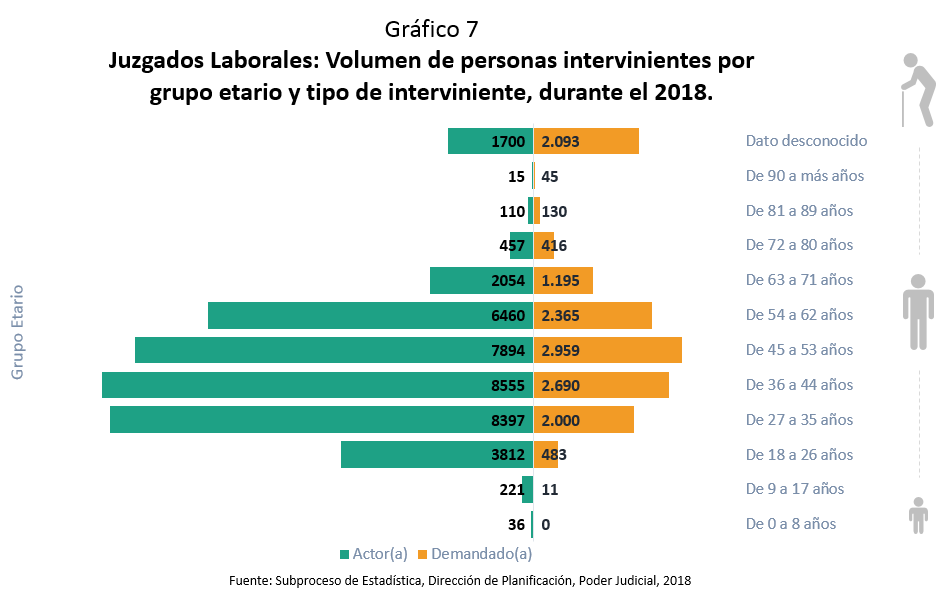 Gráfico 7
Juzgados Laborales: Volumen de personas intervinientes por
grupo etario y tipo de interviniente, durante el 2018.
Grupo Etario
1700 2.093 Dato desconocido
15 45 De 90 a más años
110 130 De 81 a 89 años
457 416 De 72 a 80 años
2054 1.195 De 63 a 71 años
6460 2.365 De 54 a 62 años
7894 2.959 De 45 a 53 años
8555 2.690 De 36 a 44 años
8397 2.000 De 27 a 35 años
3812 483 De 18 a 26 años
221 11 De 9 a 17 años
36 0 De 0 a 8 años
Actor(a) Demandado(a)
Fuente: Subproceso de Estadística, Dirección de Planificación, Poder Judicial, 2018